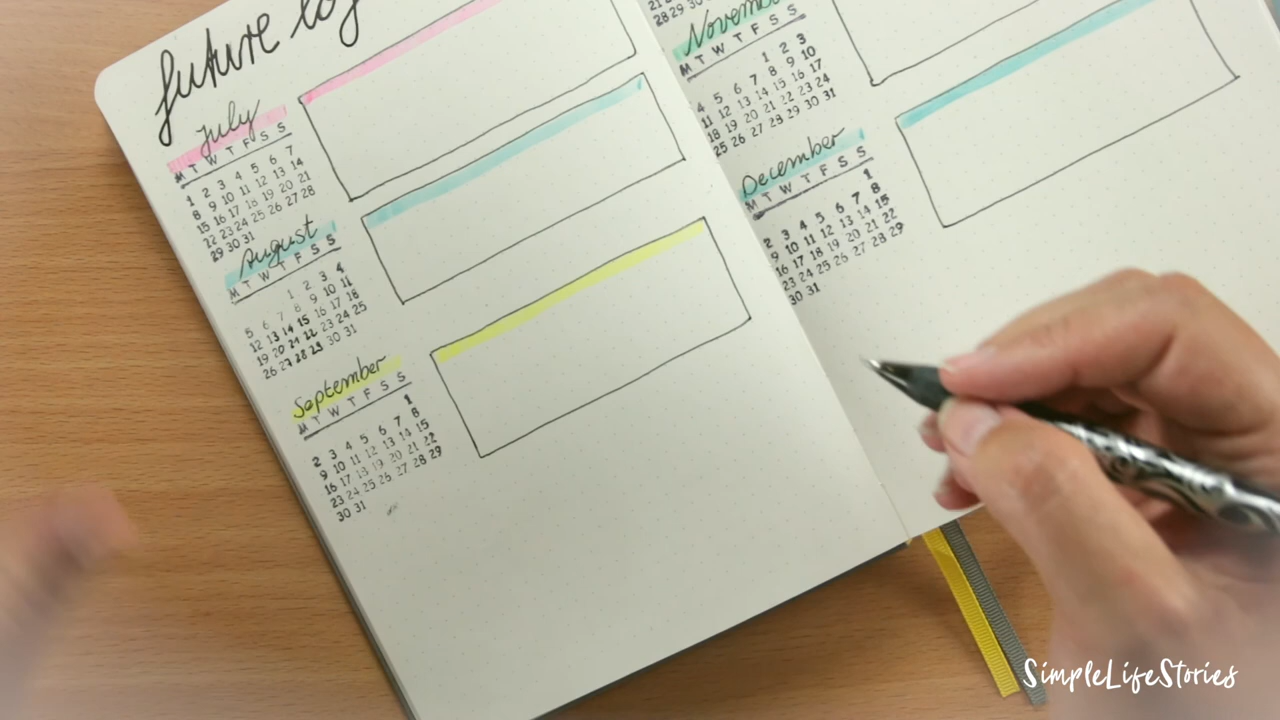 future log
July
M T W T F S S
1 2 3 4 5 6 7
8 9 10 11 12 13 14
15 16 17 18 19 20 21
22 23 24 25 26 27 28
29 30 31
August
M T W T F S S
1 2 3 4
5 6 7 8 9 10 11
12 13 14 15 16 17 18
19 20 21 22 23 24 25
26 27 28 29 30 31
September
M T W T F S S
1
2 3 4 5 6 7 8
9 10 11 12 13 14 15
16 17 18 19 20 21 22
23 24 25 26 27 28 29
30 31
28 29 30 31
November
M T W T F S S
1 2 3
4 5 6 7 8 9 10
11 12 13 14 15 16 17
18 19 20 21 22 23 24
25 26 27 28 29 30 31
December
M T W T F S S
1
2 3 4 5 6 7 8
9 10 11 12 13 14 15
16 17 18 19 20 21 22
23 24 25 26 27 28 29
30 31
SimpleLifeStories